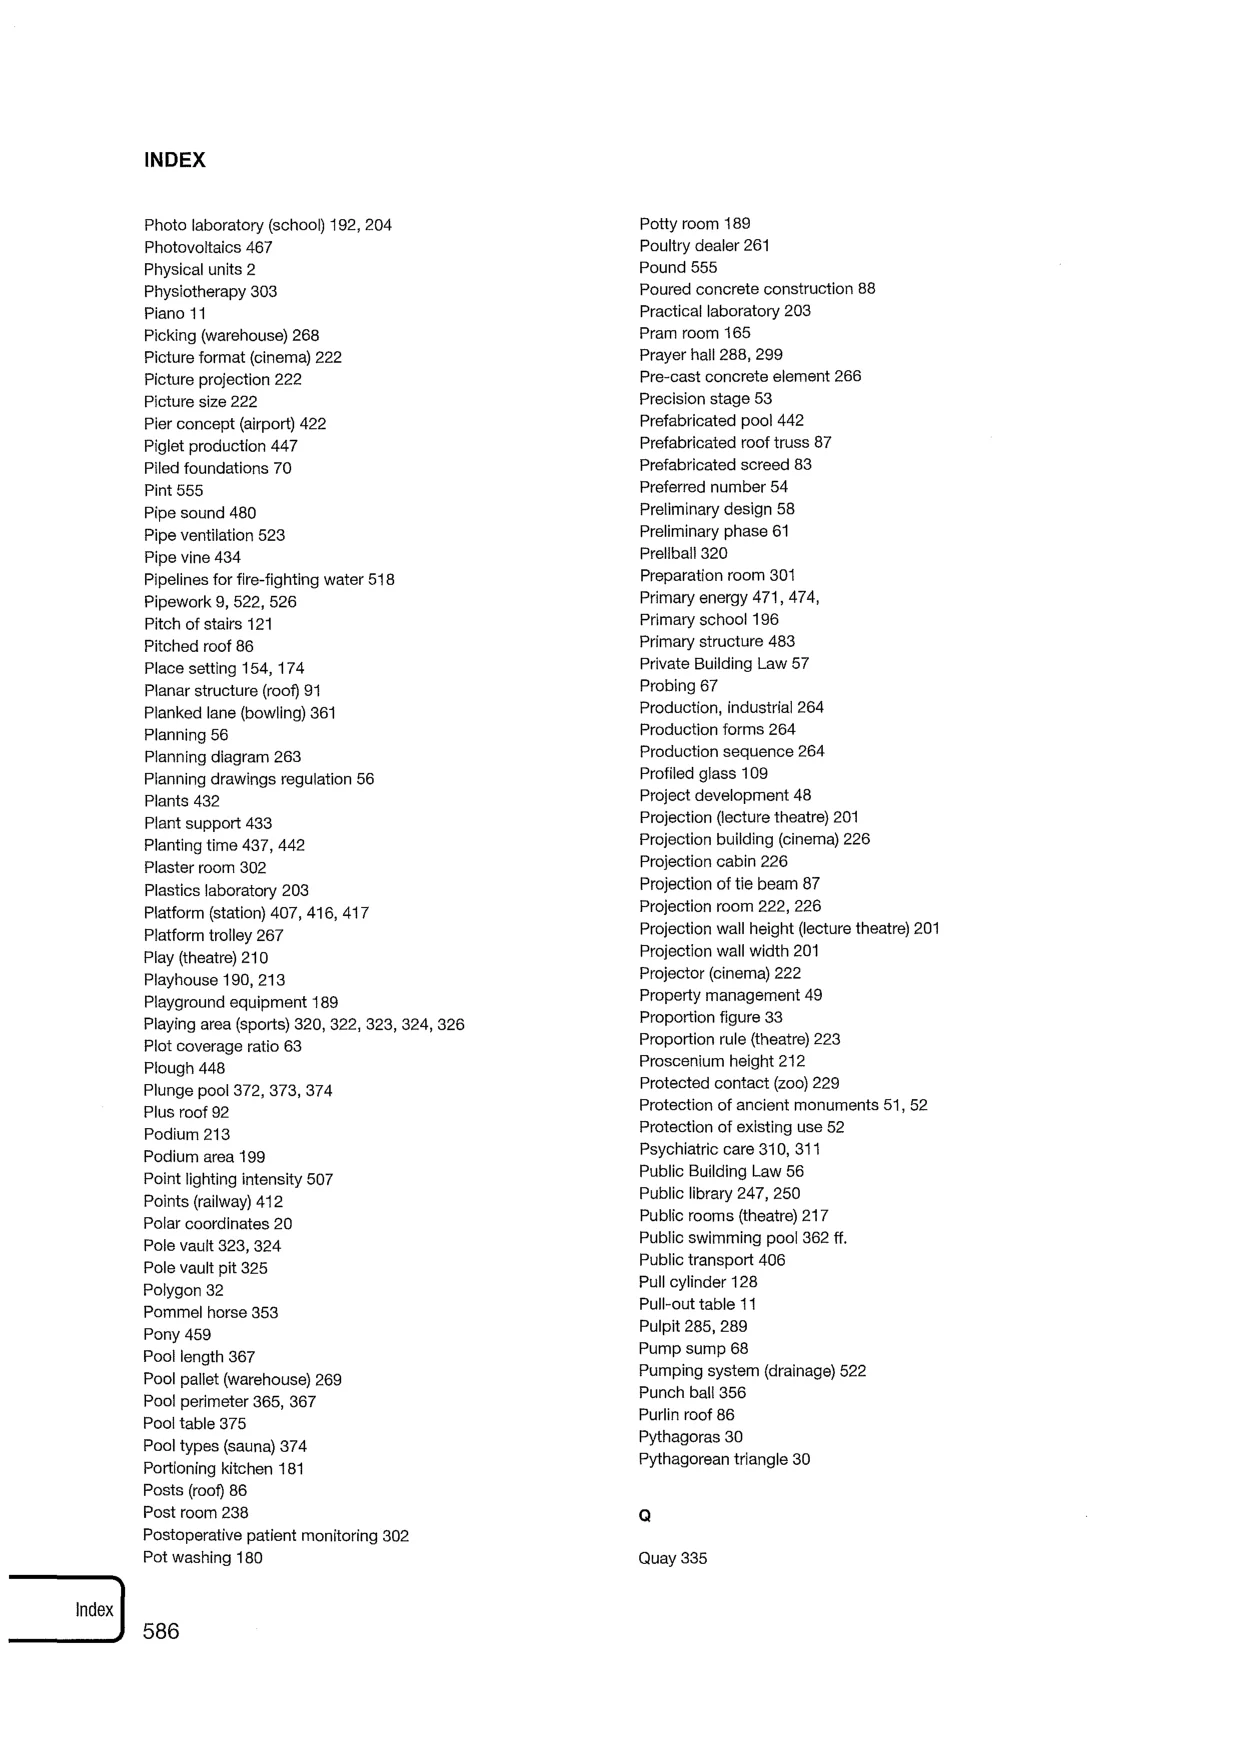 INDEX
Photo laboratory (school) 192, 204
Photovoltaics 467
Physical units 2
Physiotherapy 303
Piano 11
Picking (warehouse) 268
Picture format (cinema) 222
Picture projection 222
Picture size 222
Pier concept (airport) 422
Piglet production 447
Piled foundations 70
Pint 555
Pipe sound 480
Pipe ventilation 523
Pipe vine 434
Pipelines for fire-fighting water 518
Pipework 9, 522, 526
Pitch of stairs 121
Pitched roof 86
Place setting 154, 174
Planar structure (roof) 91
Planked lane (bowling) 361
Planning 56
Planning diagram 263
Planning drawings regulation 56
Plants 432
Plant support 433
Planting time 437, 442
Plaster room 302
Plastics laboratory 203
Platform (station) 407, 416, 417
Platform trolley 267
Play (theatre) 210
Playhouse 190, 213
Playground equipment 189
Playing area (sports) 320, 322, 323, 324, 326
Plot coverage ratio 63
Plough 448
Plunge pool 372, 373, 374
Plus roof 92
Podium 213
Podium area 199
Point lighting intensity 507
Points (railway) 412
Polar coordinates 20
Pole vault 323, 324
Pole vault pit 325
Polygon 32
Pommel horse 353
Pony 459
Pool length 367
Pool pallet (warehouse) 269
Pool perimeter 365, 367
Pool table 375
Pool types (sauna) 374
Portioning kitchen 181
Posts (roof) 86
Post room 238
Postoperative patient monitoring 302
Pot washing 180
Potty room 189
Poultry dealer 261
Pound 555
Poured concrete construction 88
Practical laboratory 203
Pram room 165
Prayer hall 288, 299
Pre-cast concrete element 266
Precision stage 53
Prefabricated pool 442
Prefabricated roof truss 87
Prefabricated screed 83
Preferred number 54
Preliminary design 58
Preliminary phase 61
Prellball 320
Preparation room 301
Primary energy 471, 474,
Primary school 196
Primary structure 483
Private Building Law 57
Probing 67
Production, industrial 264
Production forms 264
Production sequence 264
Profiled glass 109
Project development 48
Projection (lecture theatre) 201
Projection building (cinema) 226
Projection cabin 226
Projection of tie beam 87
Projection room 222, 226
Projection wall height (lecture theatre) 201
Projection wall width 201
Projector (cinema) 222
Property management 49
Proportion figure 33
Proportion rule (theatre) 223
Proscenium height 212
Protected contact (zoo) 229
Protection of ancient monuments 51, 52
Protection of existing use 52
Psychiatric care 310, 311
Public Building Law 56
Public library 247, 250
Public rooms (theatre) 217
Public swimming pool 362 ff.
Public transport 406
Pull cylinder 128
Pull-out table 11
Pulpit 285, 289
Pump sump 68
Pumping system (drainage) 522
Punch ball 356
Purlin roof 86
Pythagoras 30
Pythagorean triangle 30
Q
Quay 335
Index
586